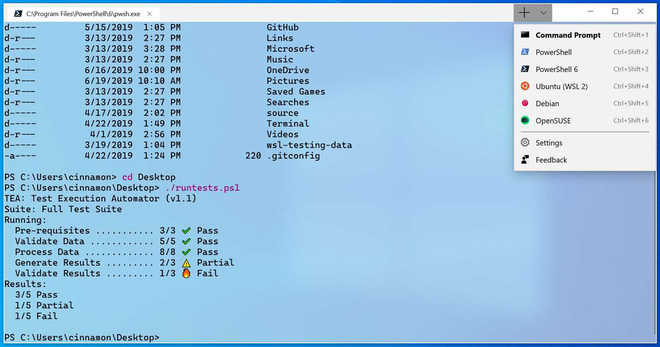 C:\Program Files\PowerShell\6\pwsh.exe
d----- 5/15/2019 1:05 PM GitHub
d-r--- 3/13/2019 2:27 PM Links
d----- 3/13/2019 3:28 PM Microsoft
d-r--- 3/13/2019 2:27 PM Music
d-r--- 6/16/2019 10:00 AM OneDrive
d-r--- 6/19/2019 10:10 AM Pictures
d-r--- 3/13/2019 2:27 PM Saved Games
d-r--- 3/13/2019 2:27 PM Searches
d----- 4/17/2019 2:02 PM source
d----- 4/22/2019 1:49 PM Terminal
d-r--- 4/1/2019 2:56 PM Videos
d----- 3/19/2019 1:04 PM wsl-testing-data
-a---- 4/22/2019 1:24 PM 220 .gitconfig
PS C:\Users\cinnamon> cd Desktop
PS C:\Users\cinnamon\Desktop> ./runtests.ps1
TEA: Test Execution Automator (v1.1)
Suite: Full Test Suite
Running:
Pre-requisites ........... 3/3 ✔ Pass
Validate Data ............ 5/5 ✔ Pass
Process Data ............. 8/8 ✔ Pass
Generate Results ......... 2/3 ⚠ Partial
Validate Results ......... 1/3 🔥 Fail
Results:
3/5 Pass
1/5 Partial
1/5 Fail
PS C:\Users\cinnamon\Desktop>
Command Prompt Ctrl+Shift+1
PowerShell Ctrl+Shift+2
PowerShell 6 Ctrl+Shift+3
Ubuntu (WSL 2) Ctrl+Shift+4
Debian Ctrl+Shift+5
OpenSUSE Ctrl+Shift+6
Settings
Feedback